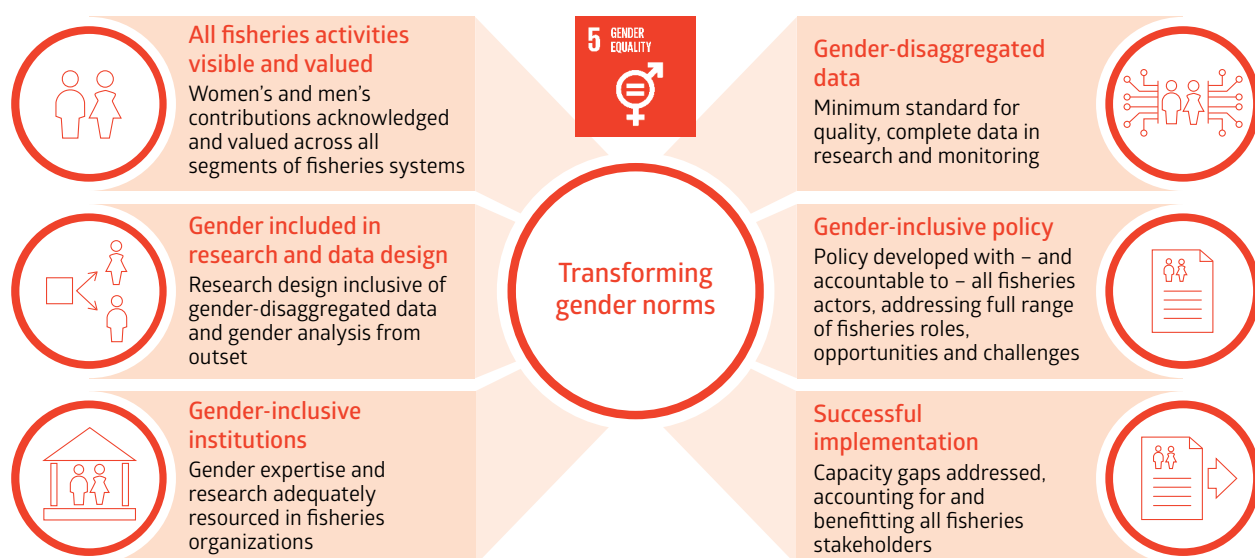 All fisheries activities
visible and valued
Women’s and men’s
contributions acknowledged
and valued across all
segments of fisheries systems
Gender included in
research and data design
Research design inclusive of
gender-disaggregated data
and gender analysis from
outset
Gender-inclusive
institutions
Gender expertise and
research adequately
resourced in fisheries
organizations
5 GENDER
EQUALITY
Transforming
gender norms
Gender-disaggregated
data
Minimum standard for
quality, complete data in
research and monitoring
Gender-inclusive policy
Policy developed with – and
accountable to – all fisheries
actors, addressing full range
of fisheries roles,
opportunities and challenges
Successful
implementation
Capacity gaps addressed,
accounting for and
benefitting all fisheries
stakeholders